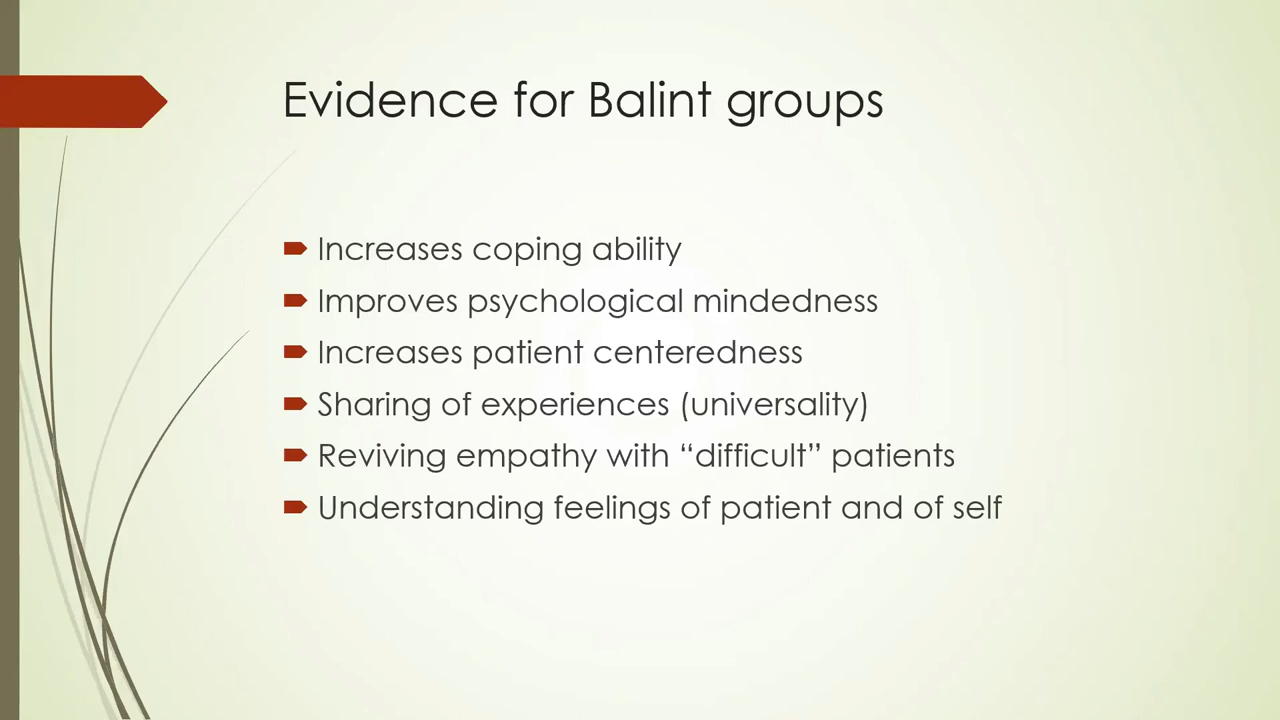 Evidence for Balint groups
Increases coping ability
Improves psychological mindedness
Increases patient centeredness
Sharing of experiences (universality)
Reviving empathy with “difficult” patients
Understanding feelings of patient and of self